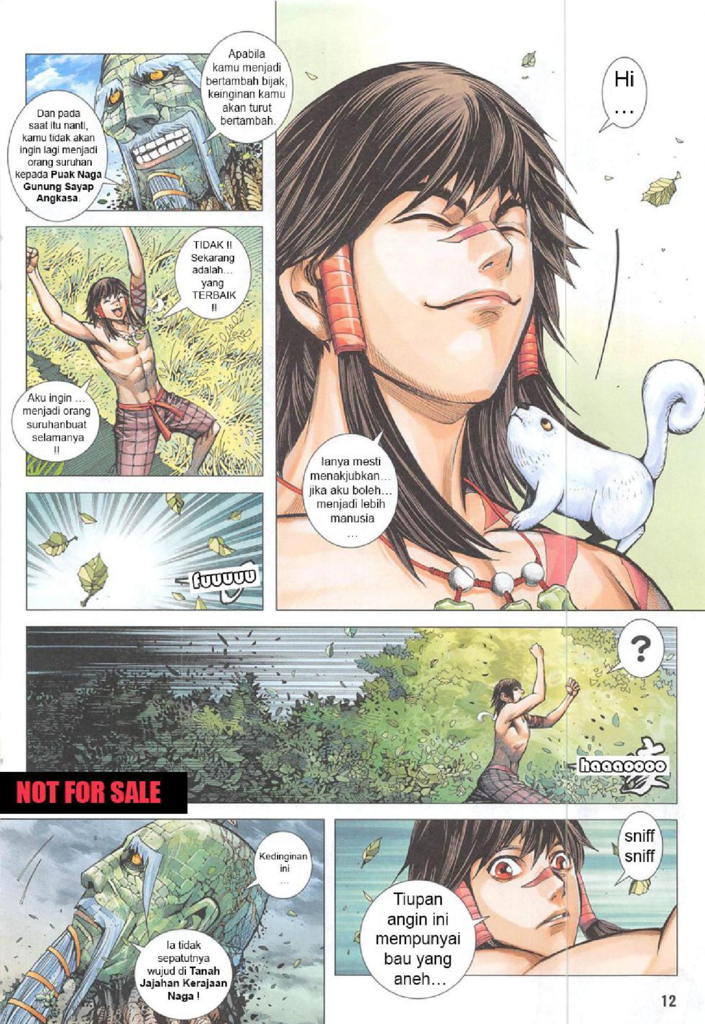 Apabila
kamu menjadi
bertambah bijak,
keinginan kamu
akan turut
bertambah.
Dan pada
saat itu nanti,
kamu tidak akan
ingin lagi menjadi
orang suruhan
kepada Puak Naga
Gunung Sayap
Angkasa.
Hi
...
TIDAK !!
Sekarang
adalah...
yang
TERBAIK
!!
Aku ingin ...
menjadi orang
suruhanbuat
selamanya
!!
Ianya mesti
menakjubkan...
jika aku boleh...
menjadi lebih
manusia
...
fuuuuu
?
haaaoooo
NOT FOR SALE
Kedinginan
ini
...
Ia tidak
sepatutnya
wujud di Tanah
Jajahan Kerajaan
Naga !
sniff
sniff
Tiupan
angin ini
mempunyai
bau yang
aneh...
12